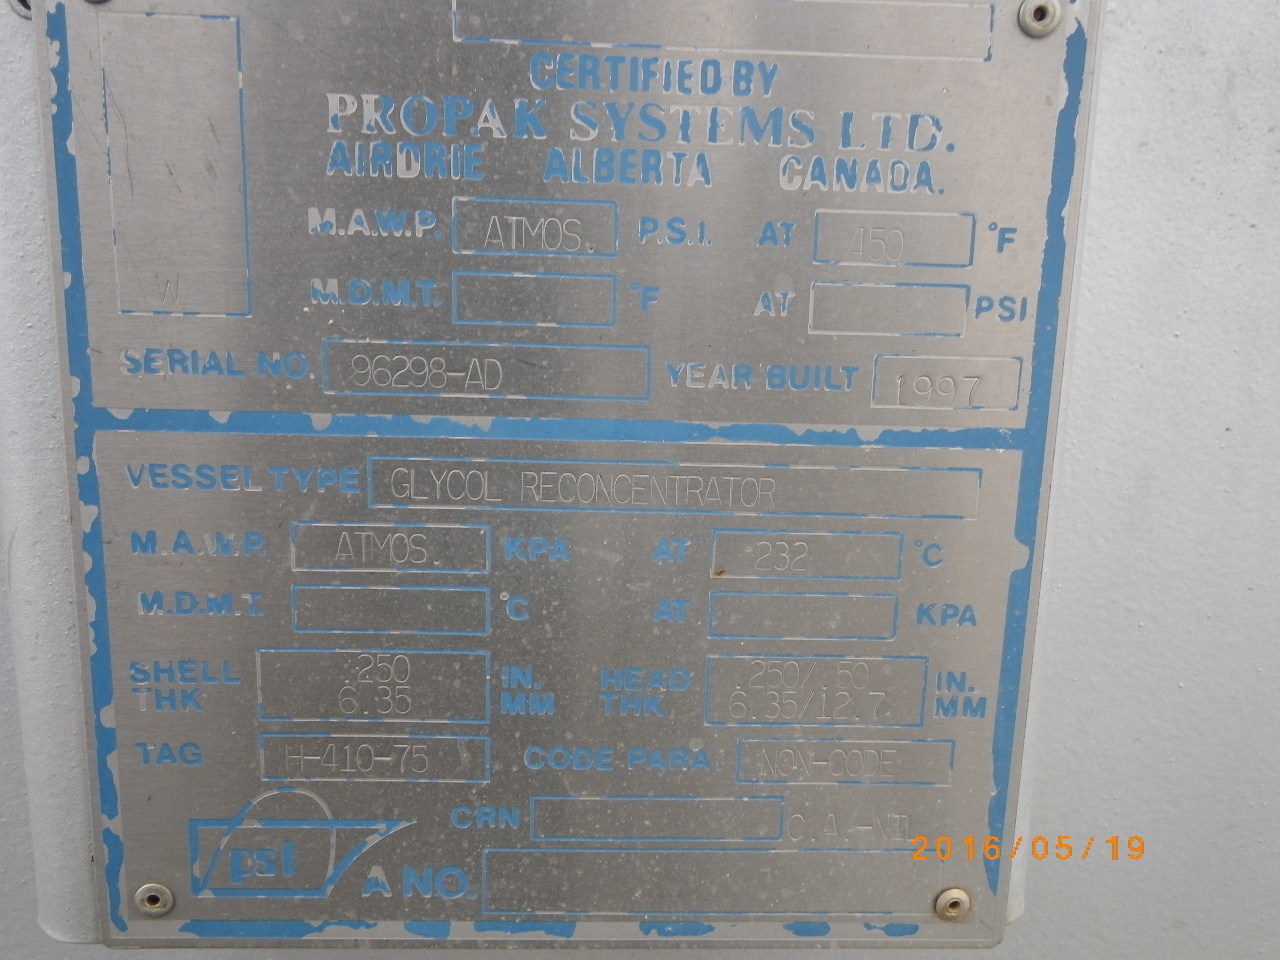 CERTIFIED BY
PROPAK SYSTEMS LTD.
AIRDRIE ALBERTA CANADA.
M.A.W.P. ATMOS. P.S.I. AT 450 °F
M.D.M.T. °F AT PSI
W
SERIAL NO. 96298-AD YEAR BUILT 1997
VESSEL TYPE GLYCOL RECONCENTRATOR
M.A.W.P. ATMOS. KPA AT 232 °C
M.D.M.T. °C AT KPA
SHELL THK .250 IN. HEAD THK .250/.50 IN.
6.35 MM 6.35/12.7 MM
TAG H-410-75 CODE PARA. NON-CODE
CRN C.A.-NIL
psi A NO.
2016/05/19